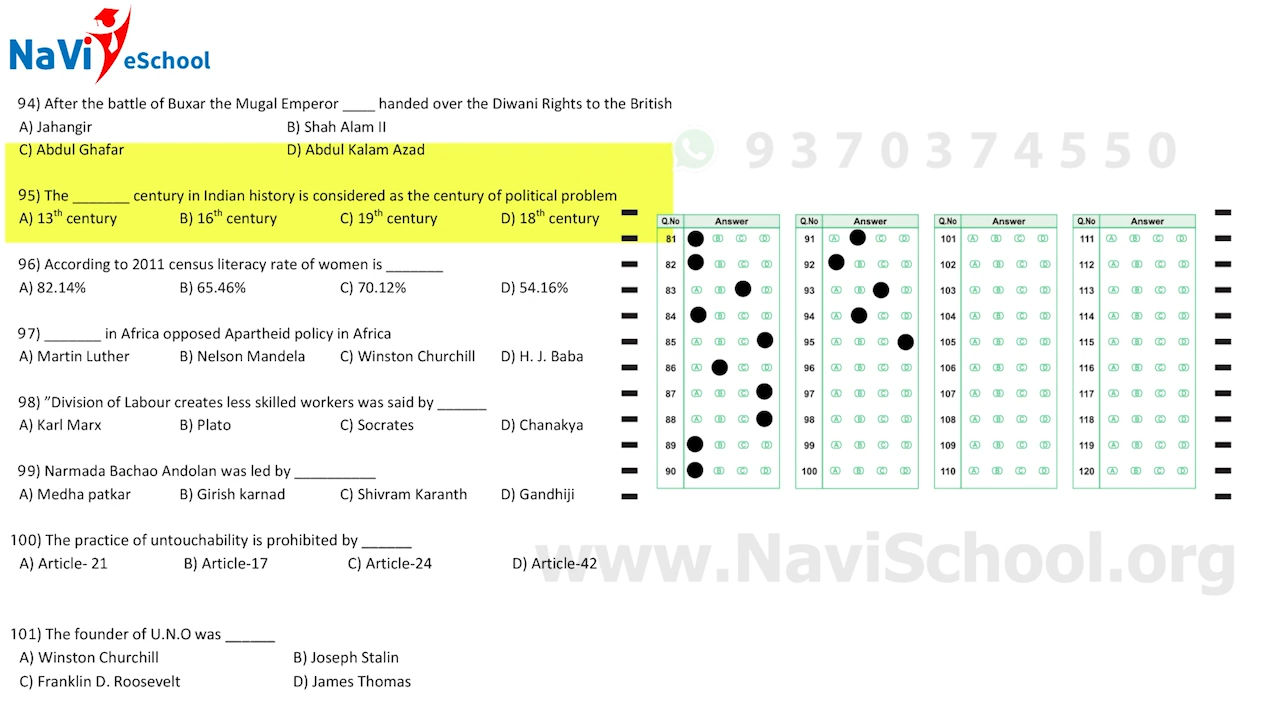 NaVi eSchool
94) After the battle of Buxar the Mugal Emperor ____ handed over the Diwani Rights to the British
A) Jahangir B) Shah Alam II
C) Abdul Ghafar D) Abdul Kalam Azad
9370374550
95) The _______ century in Indian history is considered as the century of political problem
A) 13th century B) 16th century C) 19th century D) 18th century
96) According to 2011 census literacy rate of women is _______
A) 82.14% B) 65.46% C) 70.12% D) 54.16%
97) _______ in Africa opposed Apartheid policy in Africa
A) Martin Luther B) Nelson Mandela C) Winston Churchill D) H. J. Baba
98) ”Division of Labour creates less skilled workers was said by ______
A) Karl Marx B) Plato C) Socrates D) Chanakya
99) Narmada Bachao Andolan was led by __________
A) Medha patkar B) Girish karnad C) Shivram Karanth D) Gandhiji
100) The practice of untouchability is prohibited by ______
A) Article- 21 B) Article-17 C) Article-24 D) Article-42
101) The founder of U.N.O was ______
A) Winston Churchill B) Joseph Stalin
C) Franklin D. Roosevelt D) James Thomas
Q.No Answer Q.No Answer Q.No Answer Q.No Answer
81 B C D 91 A C D 101 A B C D 111 A B C D
82 B C D 92 B C D 102 A B C D 112 A B C D
83 A B D 93 A B D 103 A B C D 113 A B C D
84 B C D 94 A C D 104 A B C D 114 A B C D
85 A B C 95 A B C 105 A B C D 115 A B C D
86 A C D 96 A B C D 106 A B C D 116 A B C D
87 A B C 97 A B C D 107 A B C D 117 A B C D
88 A B C 98 A B C D 108 A B C D 118 A B C D
89 B C D 99 A B C D 109 A B C D 119 A B C D
90 B C D 100 A B C D 110 A B C D 120 A B C D
www.NaviSchool.org